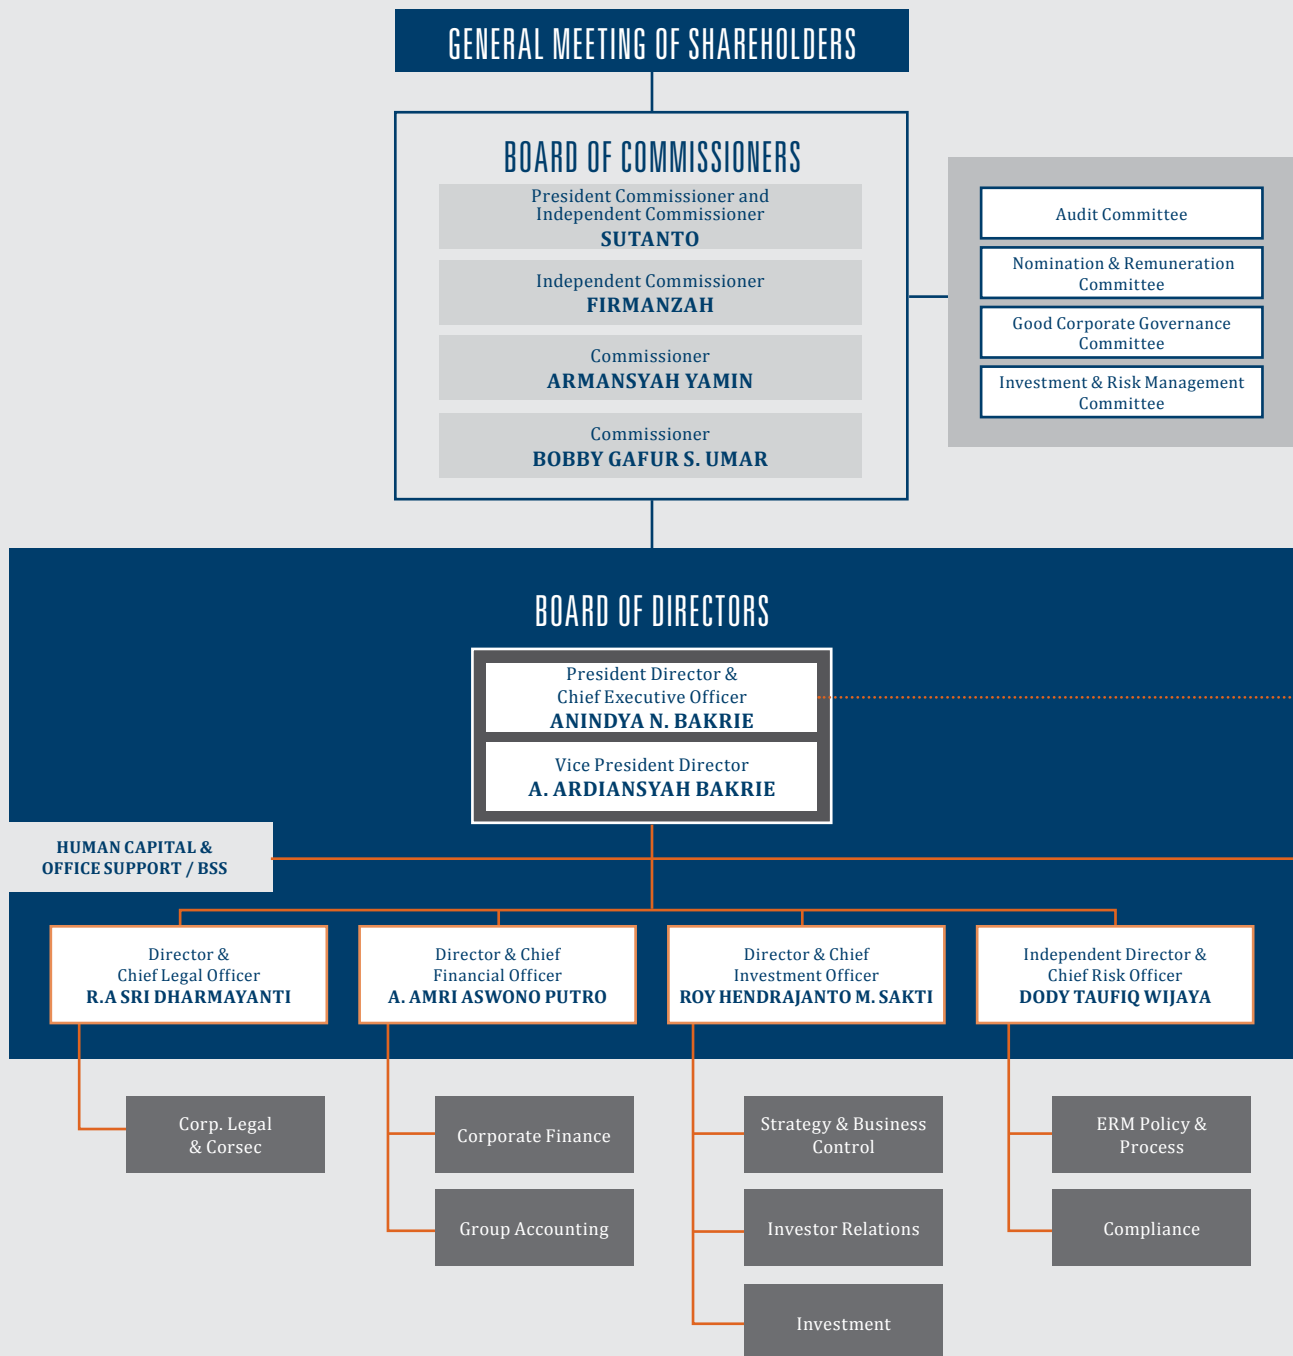 GENERAL MEETING OF SHAREHOLDERS
BOARD OF COMMISSIONERS
President Commissioner and
Independent Commissioner
SUTANTO
Independent Commissioner
FIRMANZAH
Commissioner
ARMANSYAH YAMIN
Commissioner
BOBBY GAFUR S. UMAR
Audit Committee
Nomination & Remuneration
Committee
Good Corporate Governance
Committee
Investment & Risk Management
Committee
BOARD OF DIRECTORS
President Director &
Chief Executive Officer
ANINDYA N. BAKRIE
Vice President Director
A. ARDIANSYAH BAKRIE
HUMAN CAPITAL &
OFFICE SUPPORT / BSS
Director &
Chief Legal Officer
R.A SRI DHARMAYANTI
Director & Chief
Financial Officer
A. AMRI ASWONO PUTRO
Director & Chief
Investment Officer
ROY HENDRAJANTO M. SAKTI
Independent Director &
Chief Risk Officer
DODY TAUFIQ WIJAYA
Corp. Legal
& Corsec
Corporate Finance
Group Accounting
Strategy & Business
Control
Investor Relations
Investment
ERM Policy &
Process
Compliance